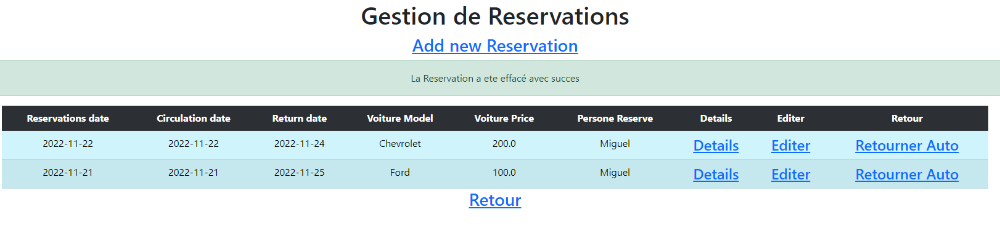 Gestion de Reservations
Add new Reservation
La Reservation a ete effacé avec succes
Reservations date Circulation date Return date Voiture Model Voiture Price Persone Reserve Details Editer Retour
2022-11-22 2022-11-22 2022-11-24 Chevrolet 200.0 Miguel Details Editer Retourner Auto
2022-11-21 2022-11-21 2022-11-25 Ford 100.0 Miguel Details Editer Retourner Auto
Retour